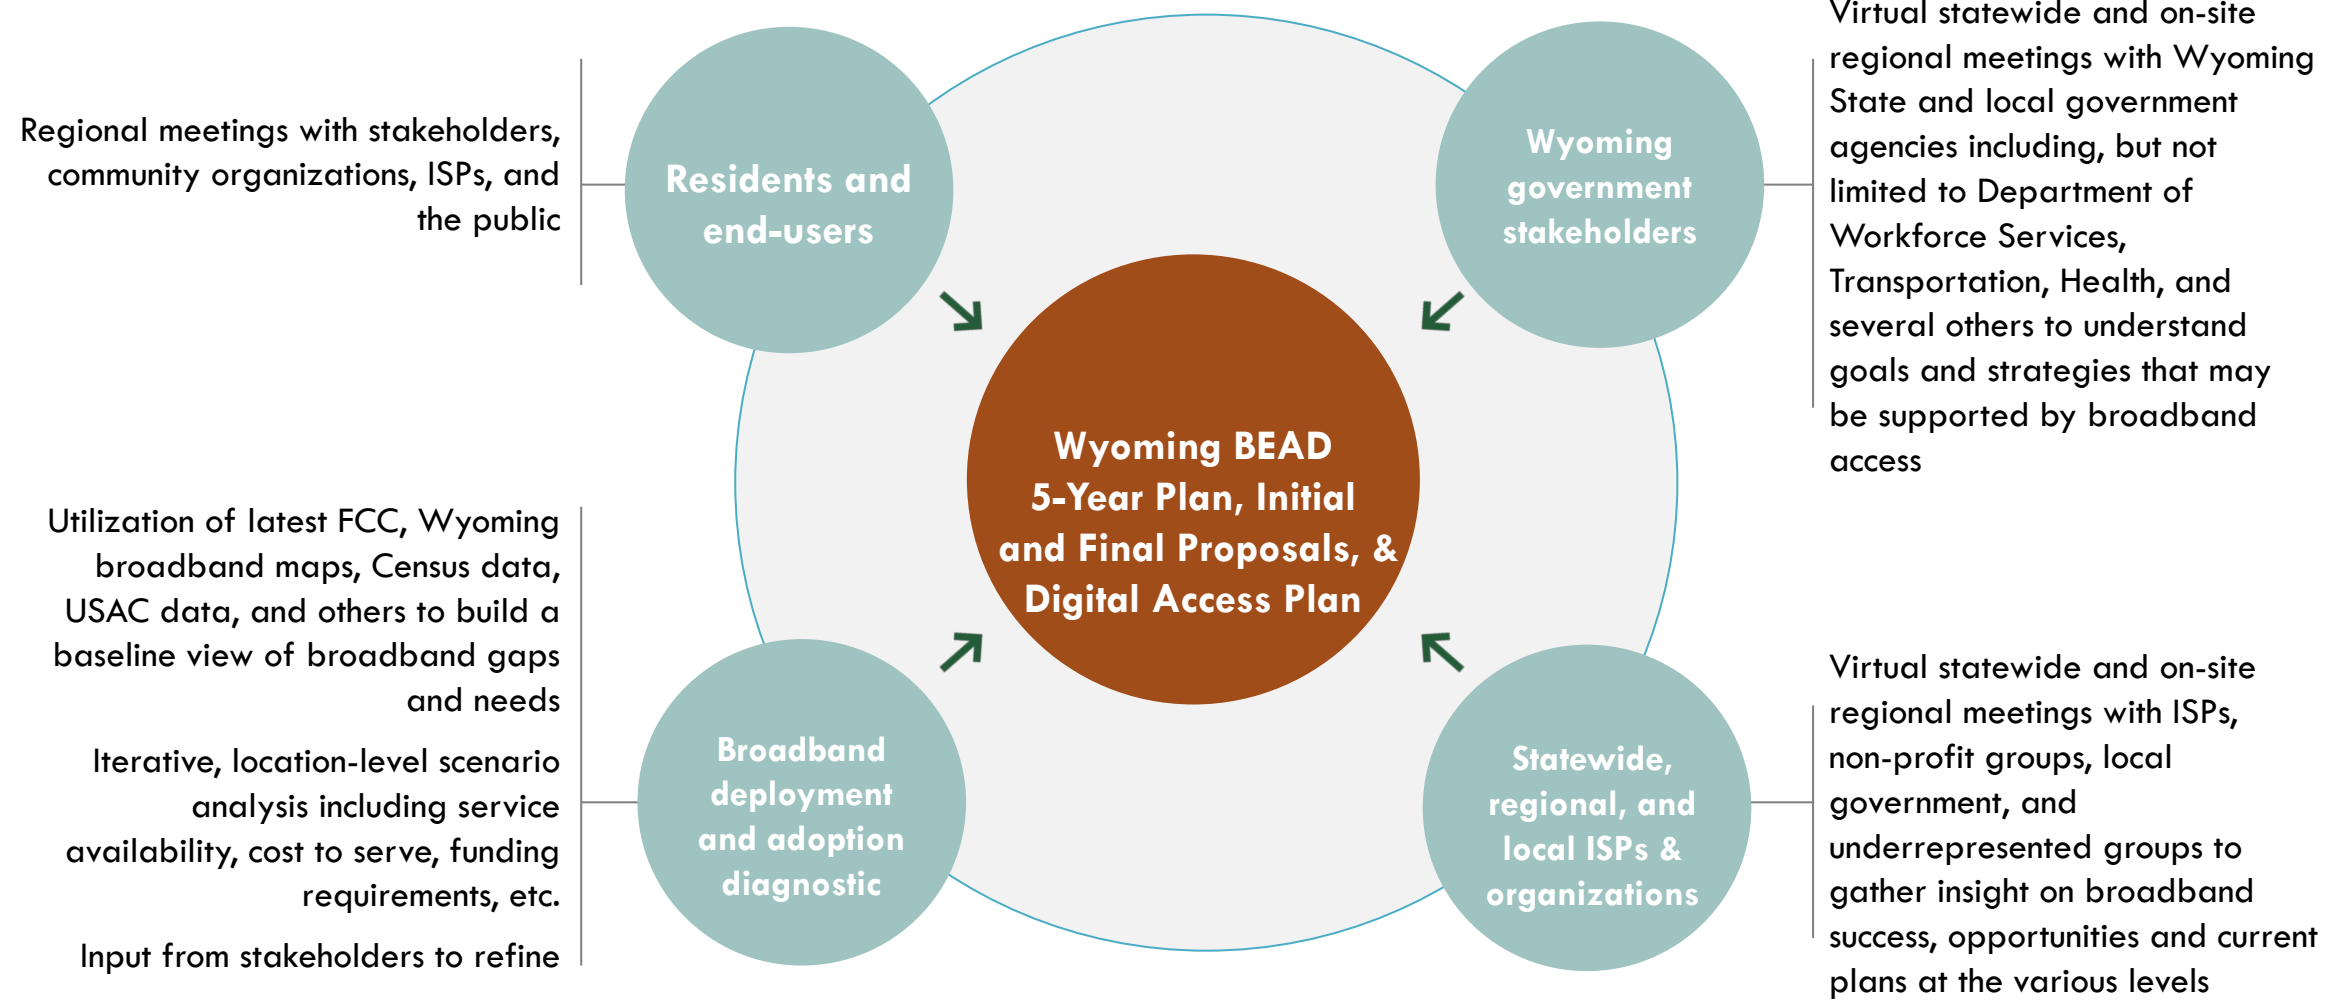 Regional meetings with stakeholders,
community organizations, ISPs, and
the public
Residents and
end-users
Wyoming
government
stakeholders
Virtual statewide and on-site
regional meetings with Wyoming
State and local government
agencies including, but not
limited to Department of
Workforce Services,
Transportation, Health, and
several others to understand
goals and strategies that may
be supported by broadband
access
Wyoming BEAD
5-Year Plan, Initial
and Final Proposals, &
Digital Access Plan
Utilization of latest FCC, Wyoming
broadband maps, Census data,
USAC data, and others to build a
baseline view of broadband gaps
and needs
Iterative, location-level scenario
analysis including service
availability, cost to serve, funding
requirements, etc.
Input from stakeholders to refine
Broadband
deployment
and adoption
diagnostic
Statewide,
regional, and
local ISPs &
organizations
Virtual statewide and on-site
regional meetings with ISPs,
non-profit groups, local
government, and
underrepresented groups to
gather insight on broadband
success, opportunities and current
plans at the various levels